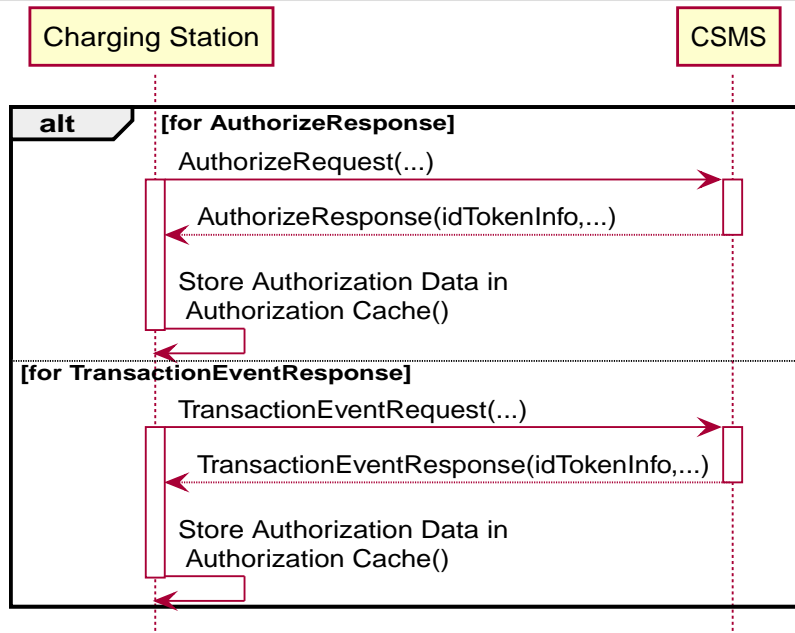 Charging Station
CSMS
alt
[for AuthorizeResponse]
AuthorizeRequest(...)
AuthorizeResponse(idTokenInfo,...)
Store Authorization Data in
Authorization Cache()
[for TransactionEventResponse]
TransactionEventRequest(...)
TransactionEventResponse(idTokenInfo,...)
Store Authorization Data in
Authorization Cache()